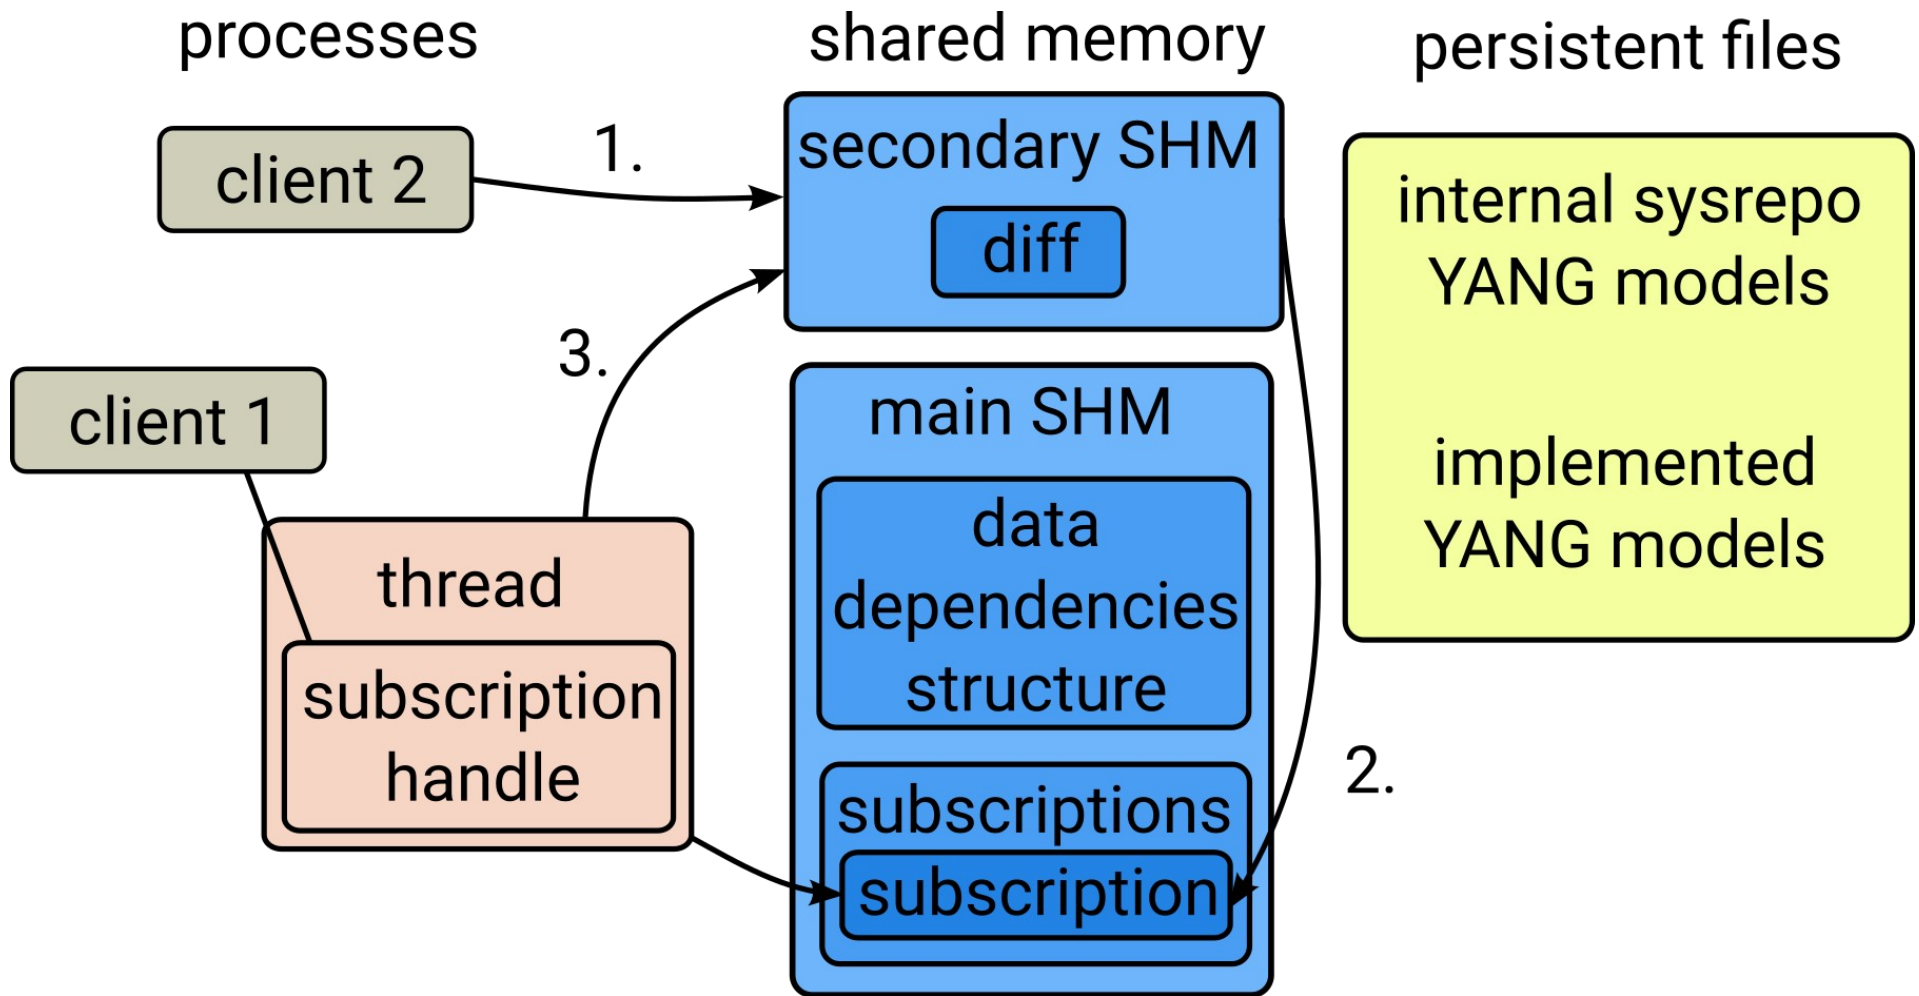 processes
shared memory
persistent files
client 2
1.
secondary SHM
diff
internal sysrepo
YANG models
implemented
YANG models
3.
client 1
thread
subscription
handle
main SHM
data
dependencies
structure
subscriptions
subscription
2.